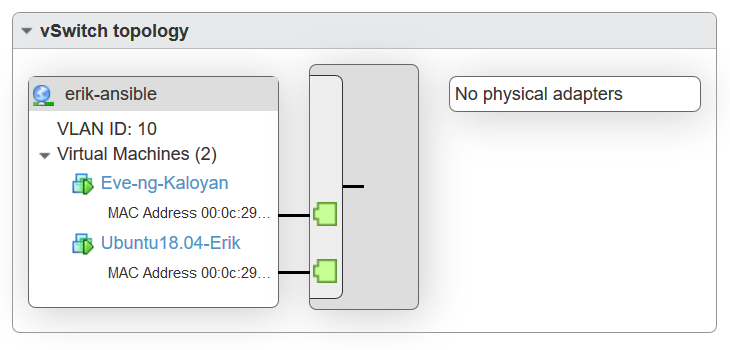 vSwitch topology
erik-ansible
No physical adapters
VLAN ID: 10
Virtual Machines (2)
Eve-ng-Kaloyan
MAC Address 00:0c:29...
Ubuntu18.04-Erik
MAC Address 00:0c:29...